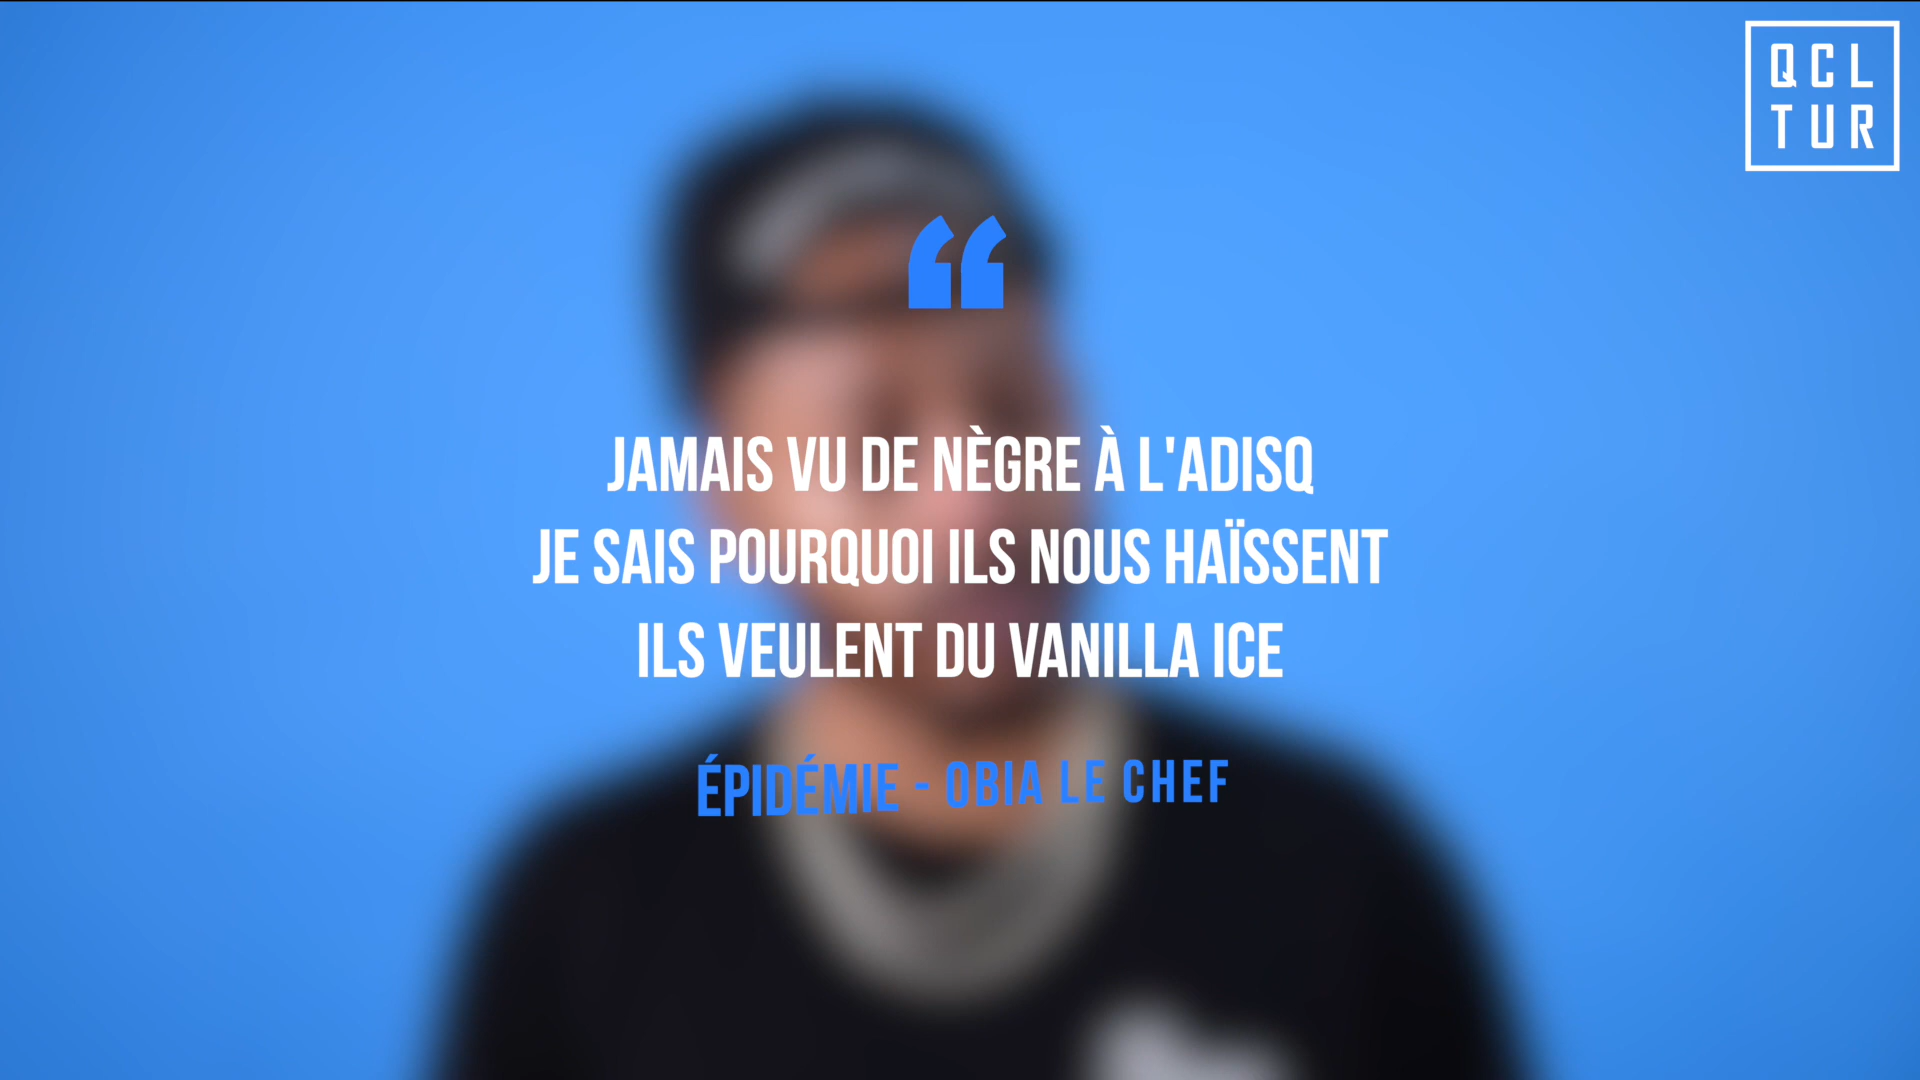 QCL
TUR
“
JAMAIS VU DE NÈGRE À L'ADISQ
JE SAIS POURQUOI ILS NOUS HAÏSSENT
ILS VEULENT DU VANILLA ICE
ÉPIDÉMIE - OBIA LE CHEF